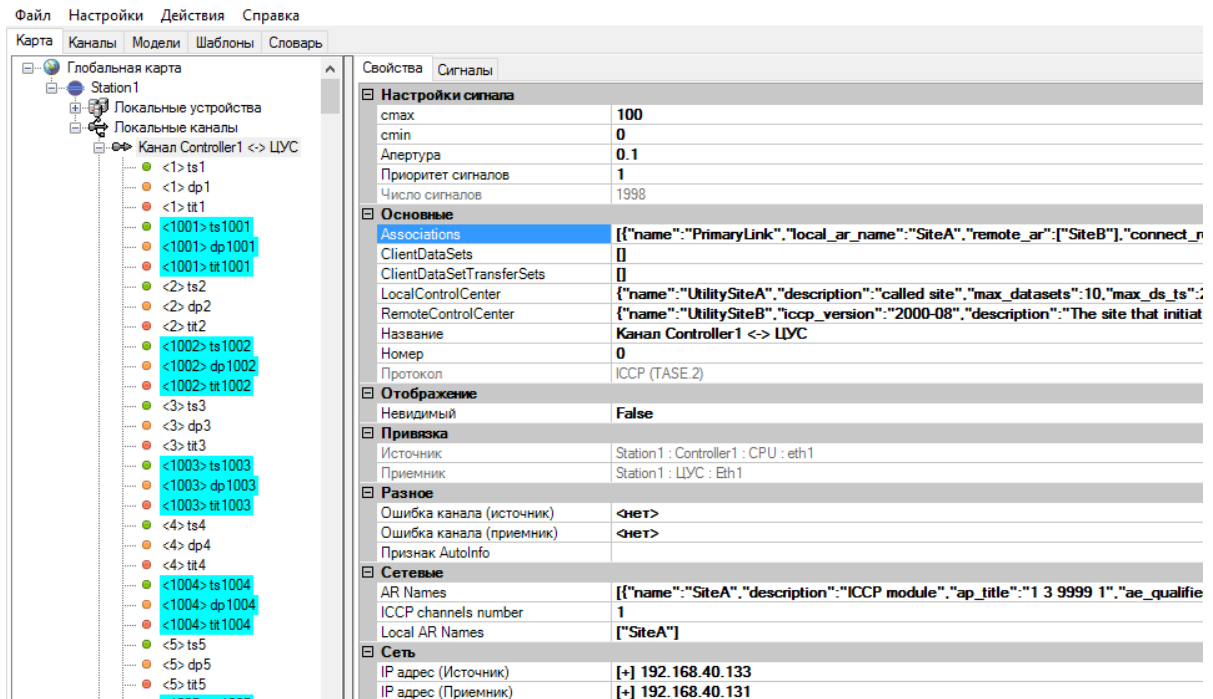 Файл Настройки Действия Справка
Карта Каналы Модели Шаблоны Словарь
Глобальная карта
Station1
Локальные устройства
Локальные каналы
Канал Controller1 <-> ЦУС
<1> ts1
<1> dp1
<1> tit1
<1001> ts1001
<1001> dp1001
<1001> tit1001
<2> ts2
<2> dp2
<2> tit2
<1002> ts1002
<1002> dp1002
<1002> tit1002
<3> ts3
<3> dp3
<3> tit3
<1003> ts1003
<1003> dp1003
<1003> tit1003
<4> ts4
<4> dp4
<4> tit4
<1004> ts1004
<1004> dp1004
<1004> tit1004
<5> ts5
<5> dp5
<5> tit5
Свойства Сигналы
Настройки сигнала
cmax 100
cmin 0
Апертура 0.1
Приоритет сигналов 1
Число сигналов 1998
Основные
Associations [{"name":"PrimaryLink","local_ar_name":"SiteA","remote_ar":["SiteB"],"connect_r
ClientDataSets []
ClientDataSetTransferSets []
LocalControlCenter {"name":"UtilitySiteA","description":"called site","max_datasets":10,"max_ds_ts":2
RemoteControlCenter {"name":"UtilitySiteB","iccp_version":"2000-08","description":"The site that initiat
Название Канал Controller1 <-> ЦУС
Номер 0
Протокол ICCP (TASE.2)
Отображение
Невидимый False
Привязка
Источник Station1 : Controller1 : CPU : eth1
Приемник Station1 : ЦУС : Eth1
Разное
Ошибка канала (источник) <нет>
Ошибка канала (приемник) <нет>
Признак AutoInfo
Сетевые
AR Names [{"name":"SiteA","description":"ICCP module","ap_title":"1 3 9999 1","ae_qualifie
ICCP channels number 1
Local AR Names ["SiteA"]
Сеть
IP адрес (Источник) [+] 192.168.40.133
IP адрес (Приемник) [+] 192.168.40.131